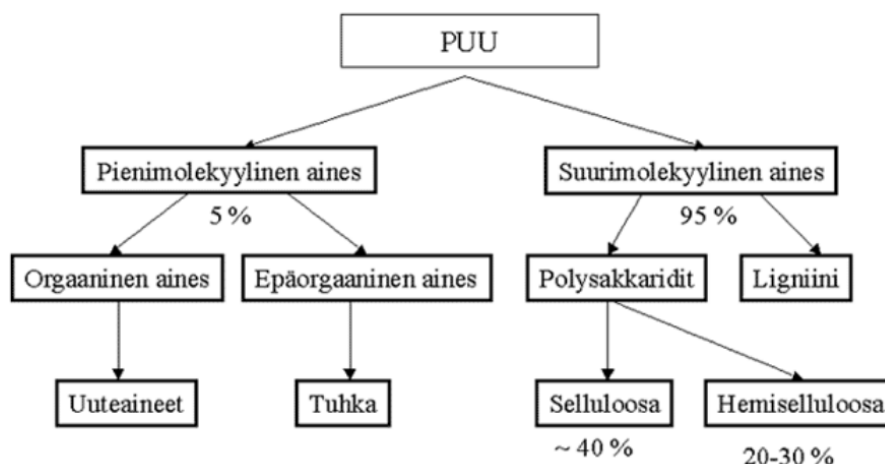 PUU
Pienimolekyylinen aines
Suurimolekyylinen aines
5 %
95 %
Orgaaninen aines
Epäorgaaninen aines
Polysakkaridit
Ligniini
Uuteaineet
Tuhka
Selluloosa
Hemiselluloosa
~ 40 %
20-30 %